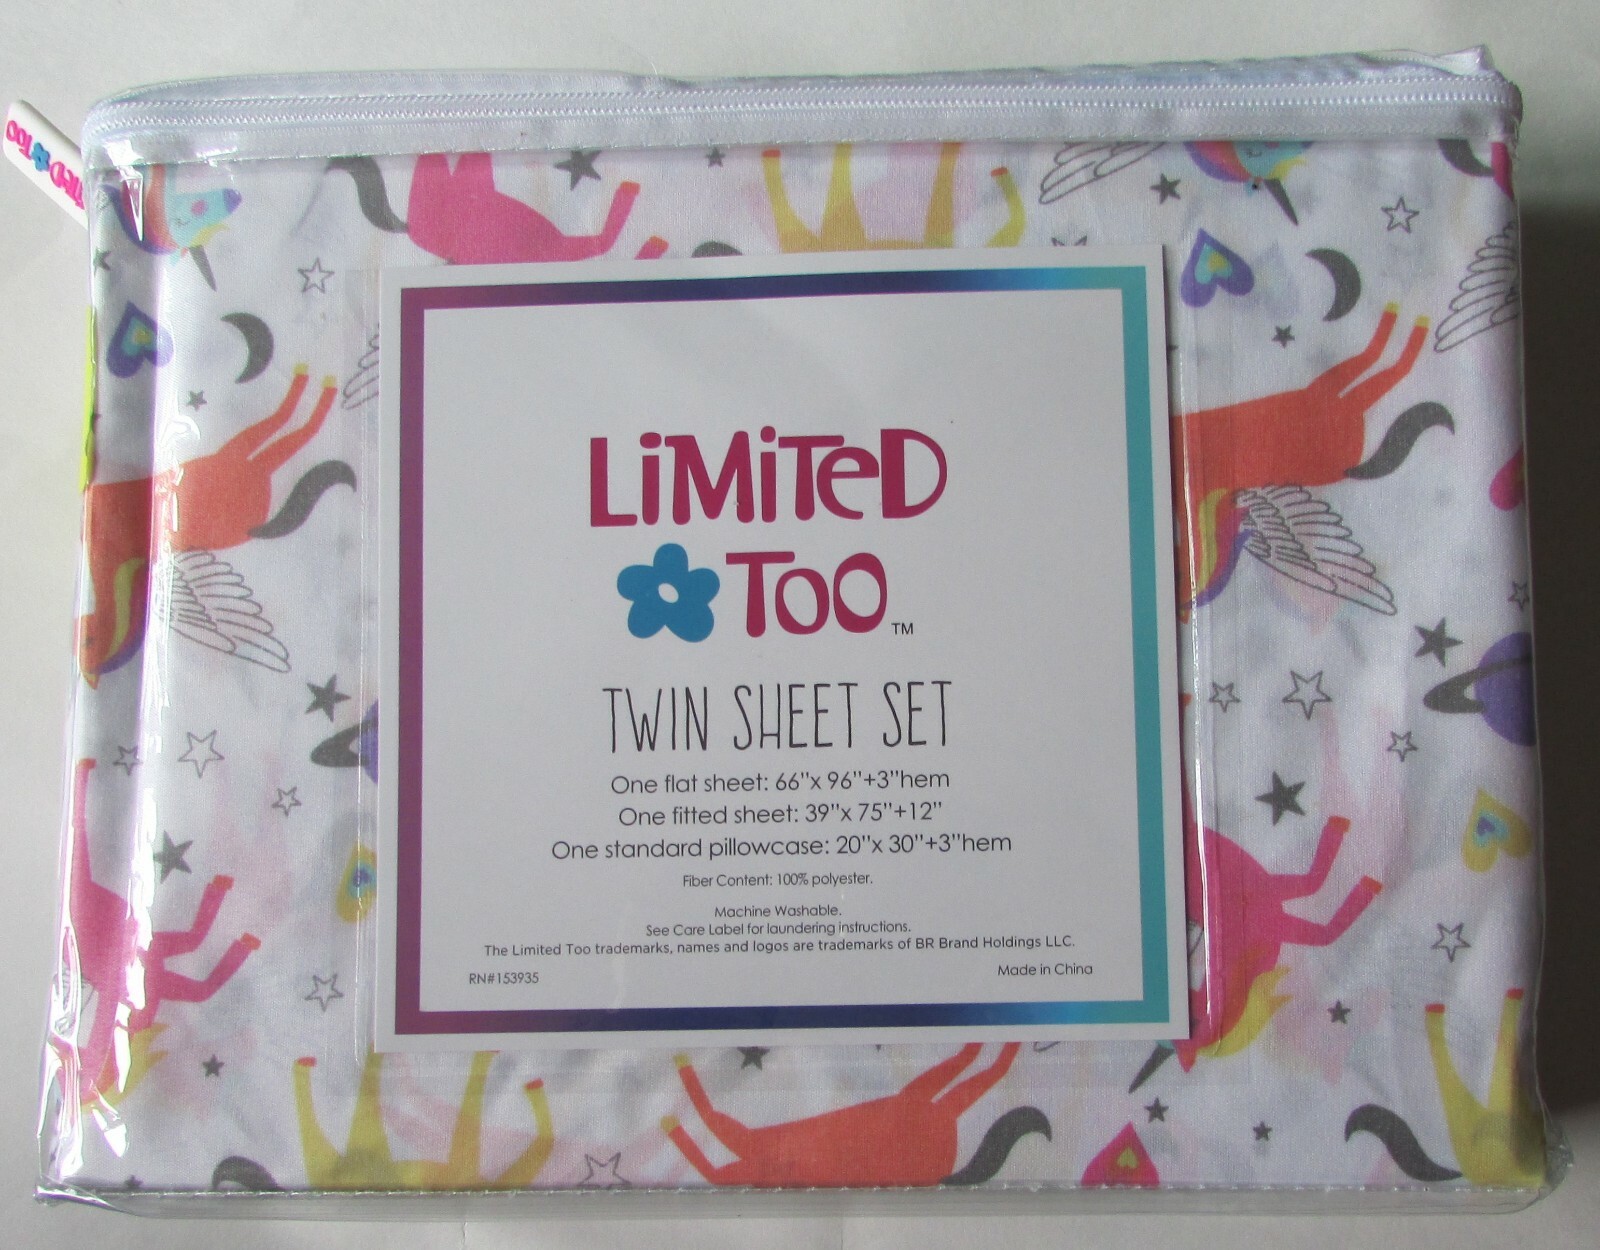 LiMiTeD
Too
LiMiTeD
Too™
TWIN SHEET SET
One flat sheet: 66"x 96"+3"hem
One fitted sheet: 39"x 75"+12"
One standard pillowcase: 20"x 30"+3"hem
Fiber Content: 100% polyester.
Machine Washable.
See Care Label for laundering instructions.
The Limited Too trademarks, names and logos are trademarks of BR Brand Holdings LLC.
RN#153935
Made in China